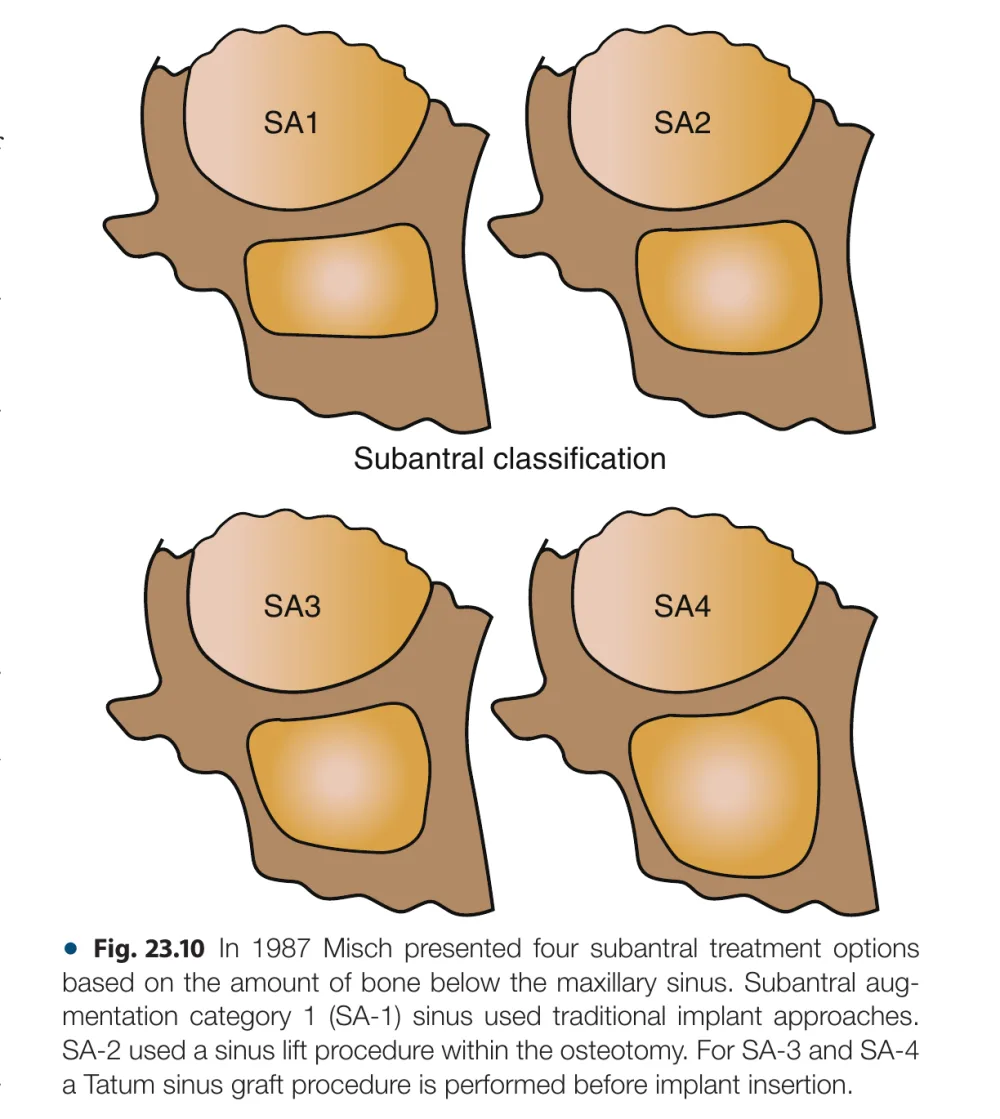 SA1
SA2
Subantral classification
SA3
SA4
• Fig. 23.10 In 1987 Misch presented four subantral treatment options
based on the amount of bone below the maxillary sinus. Subantral aug-
mentation category 1 (SA-1) sinus used traditional implant approaches.
SA-2 used a sinus lift procedure within the osteotomy. For SA-3 and SA-4
a Tatum sinus graft procedure is performed before implant insertion.